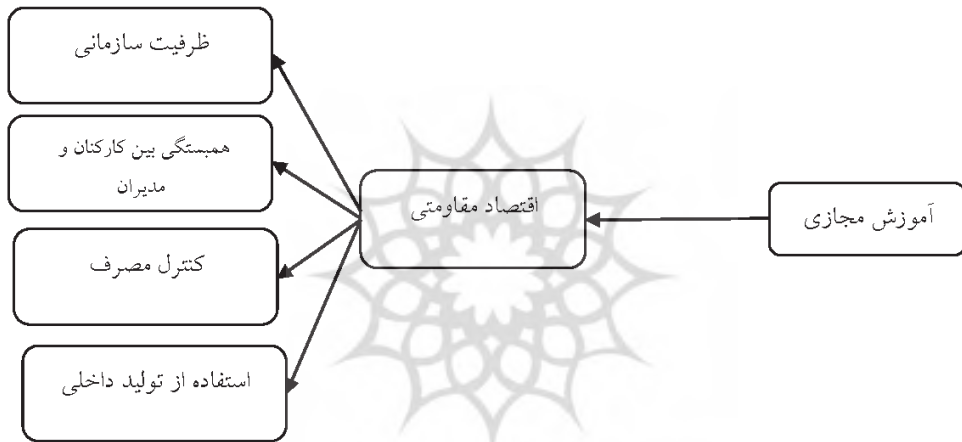 ظرفیت سازمانی
همبستگی بین کارکنان و
مدیران
کنترل مصرف
استفاده از تولید داخلی
اقتصاد مقاومتی
آموزش مجازی